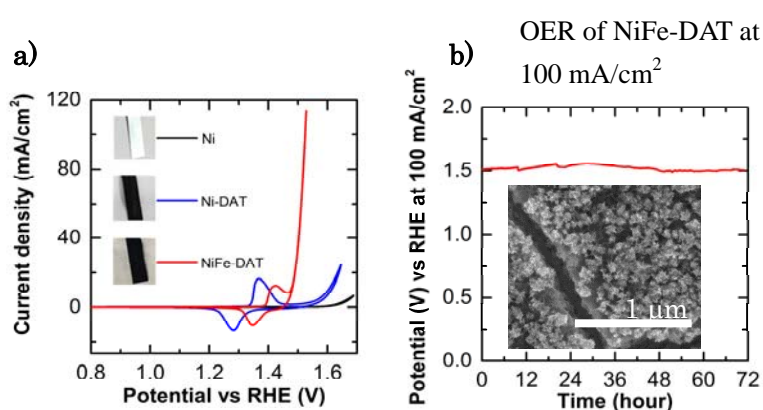 a)
120
80
40
0
Current density (mA/cm²)
Ni
Ni-DAT
NiFe-DAT
0.8 1.0 1.2 1.4 1.6
Potential vs RHE (V)
b)
OER of NiFe-DAT at
100 mA/cm²
2.0
1.5
1.0
0.5
0.0
Potential (V) vs RHE at 100 mA/cm²
1 µm
0 12 24 36 48 60 72
Time (hour)